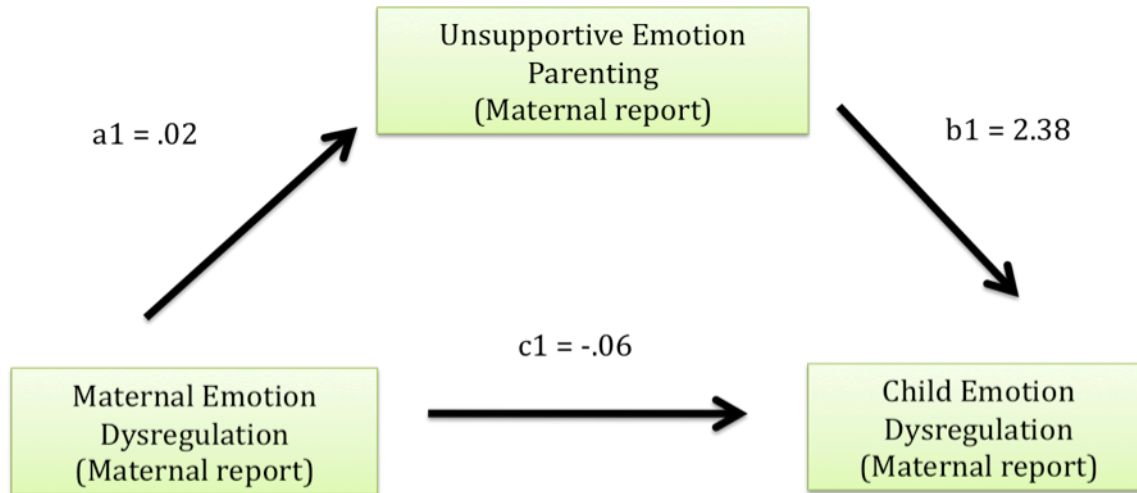 Unsupportive Emotion
Parenting
(Maternal report)
a1 = .02
b1 = 2.38
c1 = -.06
Maternal Emotion
Dysregulation
(Maternal report)
Child Emotion
Dysregulation
(Maternal report)